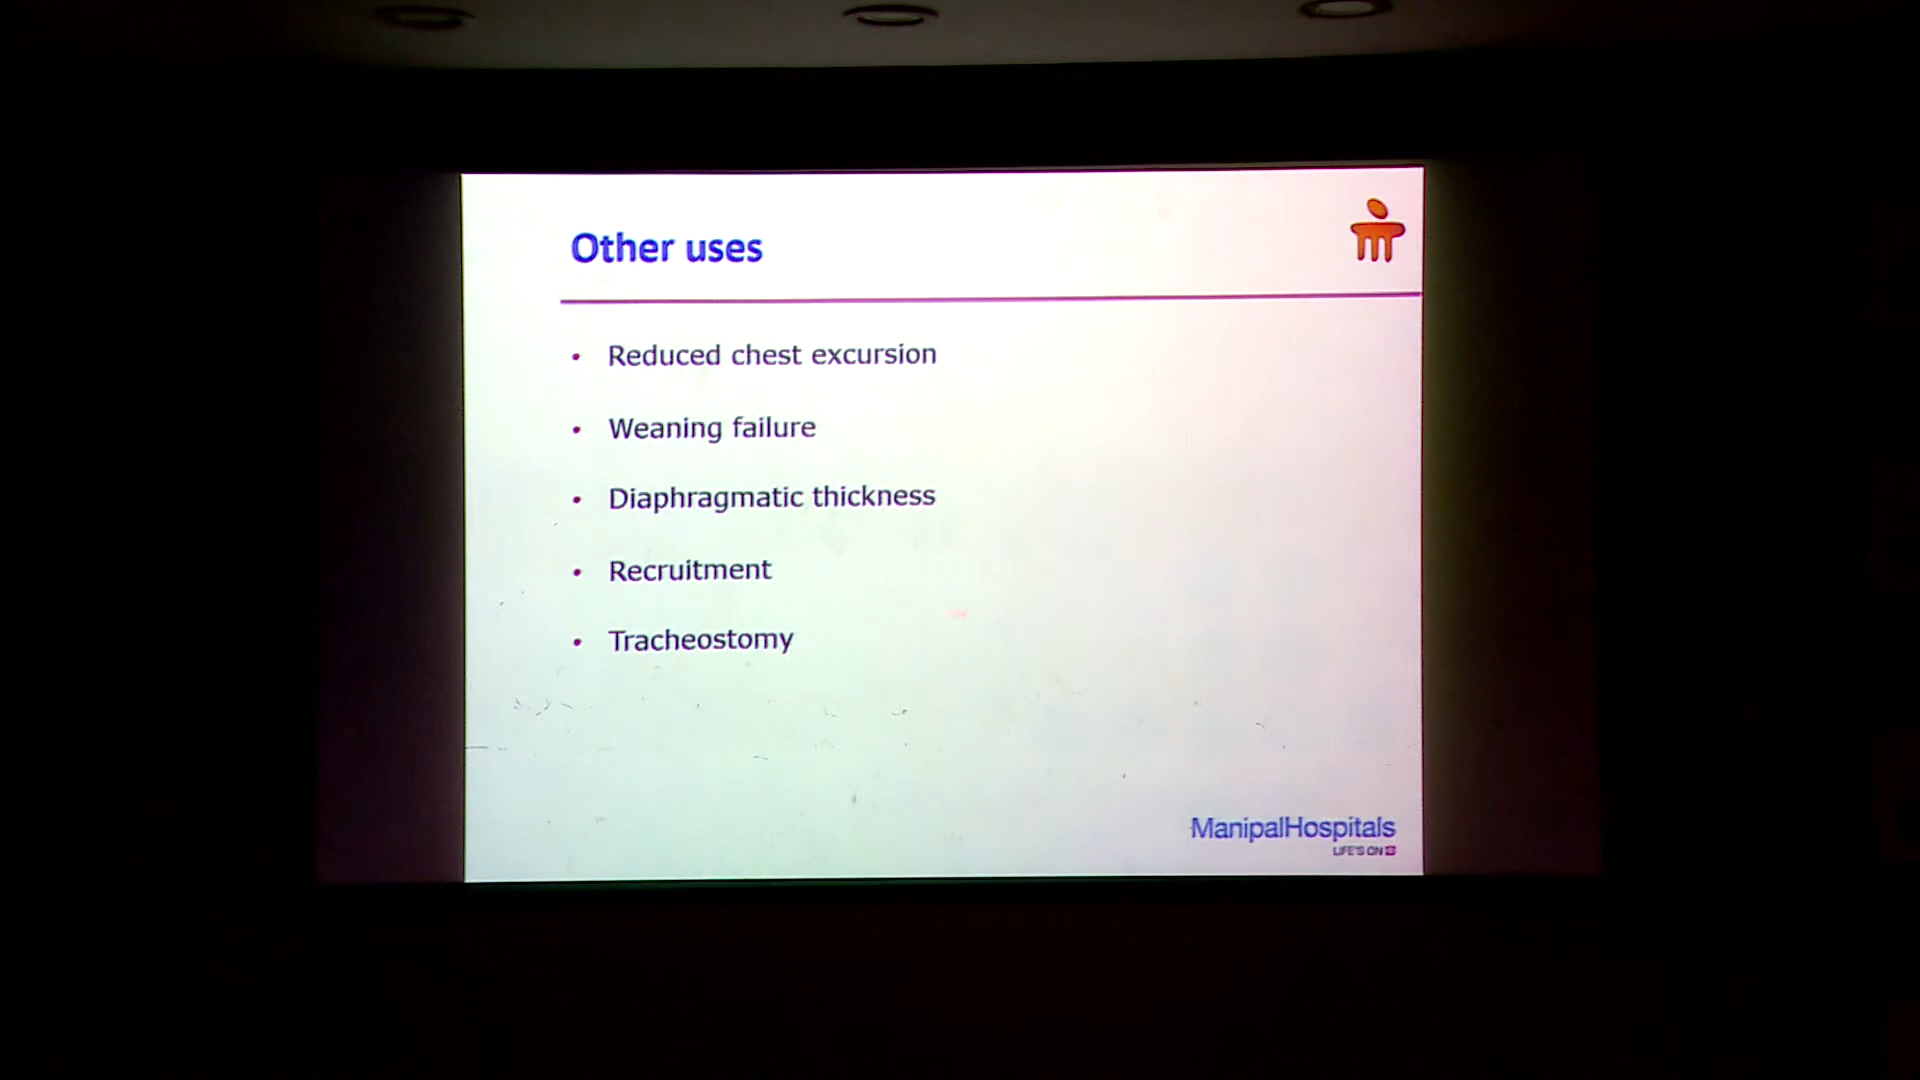 Other uses
• Reduced chest excursion
• Weaning failure
• Diaphragmatic thickness
• Recruitment
• Tracheostomy
ManipalHospitals
LIFE'S ON